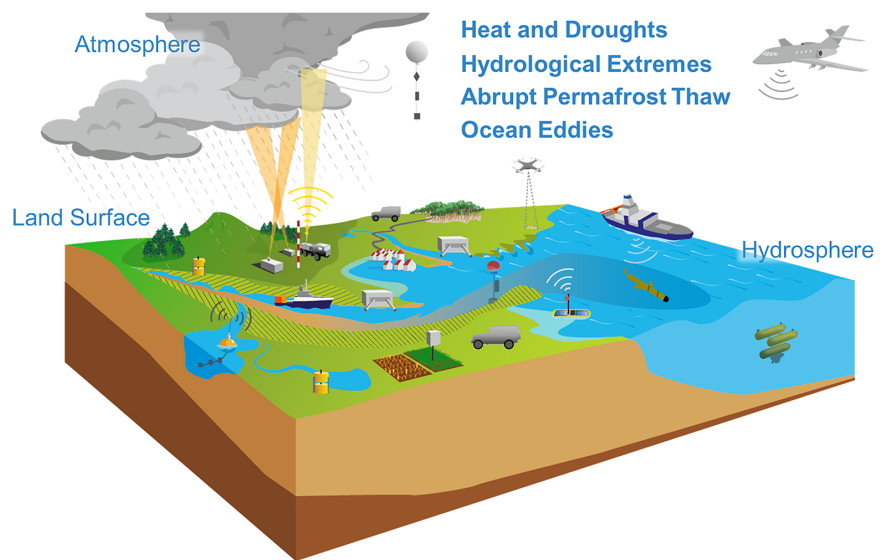 Atmosphere
Heat and Droughts
Hydrological Extremes
Abrupt Permafrost Thaw
Ocean Eddies
Land Surface
Hydrosphere